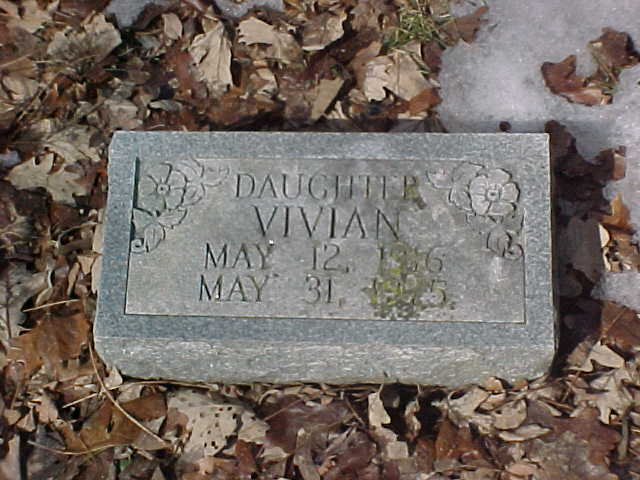 DAUGHTER
VIVIAN
MAY 12,
MAY 31,